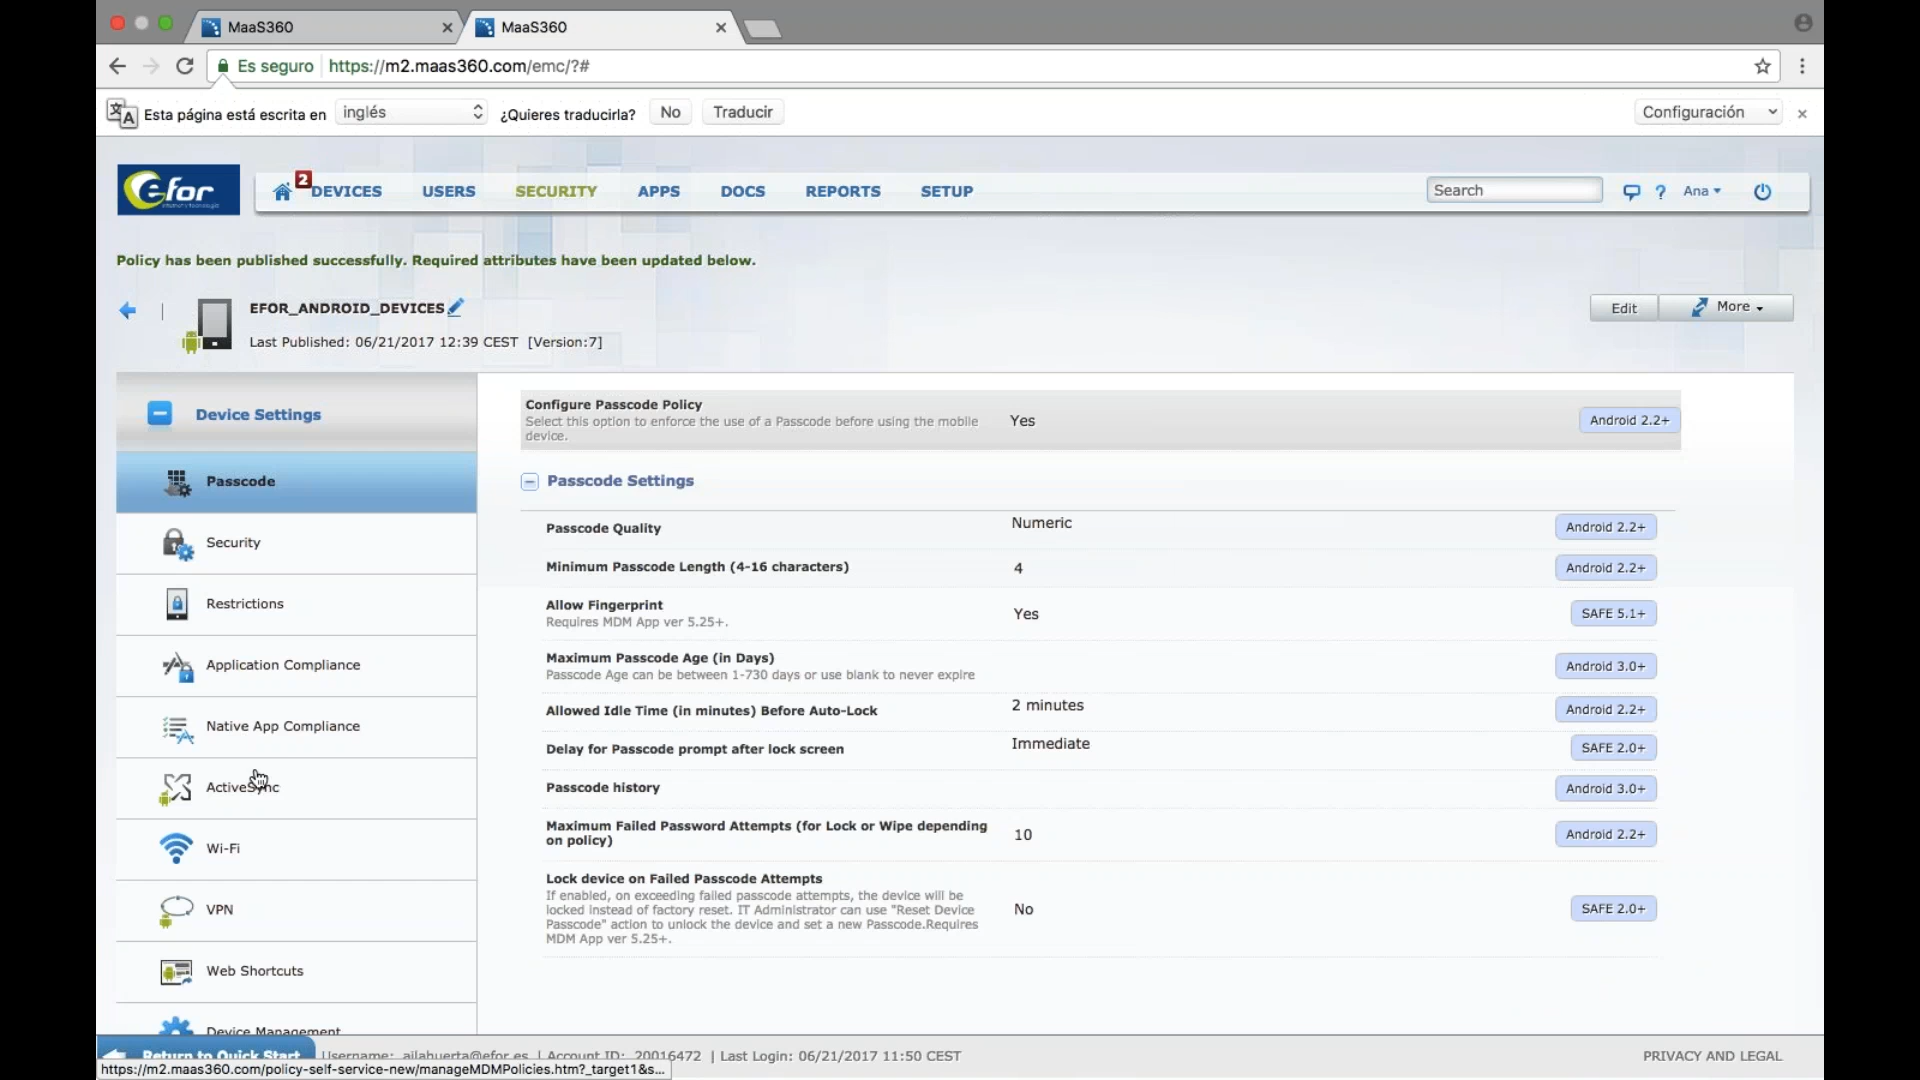 MaaS360
MaaS360
Es seguro https://m2.maas360.com/emc/?#
Esta página está escrita en inglés ¿Quieres traducirla? No Traducir Configuración
efor
2
DEVICES USERS SECURITY APPS DOCS REPORTS SETUP Search ? Ana
Policy has been published successfully. Required attributes have been updated below.
EFOR_ANDROID_DEVICES
Last Published: 06/21/2017 12:39 CEST [Version:7]
Edit More
Device Settings
Passcode
Security
Restrictions
Application Compliance
Native App Compliance
ActiveSync
Wi-Fi
VPN
Web Shortcuts
Device Management
Configure Passcode Policy
Select this option to enforce the use of a Passcode before using the mobile
device.
Yes
Android 2.2+
Passcode Settings
Passcode Quality Numeric Android 2.2+
Minimum Passcode Length (4-16 characters) 4 Android 2.2+
Allow Fingerprint
Requires MDM App ver 5.25+.
Yes
SAFE 5.1+
Maximum Passcode Age (in Days)
Passcode Age can be between 1-730 days or use blank to never expire
Android 3.0+
Allowed Idle Time (in minutes) Before Auto-Lock 2 minutes Android 2.2+
Delay for Passcode prompt after lock screen Immediate SAFE 2.0+
Passcode history Android 3.0+
Maximum Failed Password Attempts (for Lock or Wipe depending
on policy)
10
Android 2.2+
Lock device on Failed Passcode Attempts
If enabled, on exceeding failed passcode attempts, the device will be
locked instead of factory reset. IT Administrator can use "Reset Device
Passcode" action to unlock the device and set a new Passcode.Requires
MDM App ver 5.25+.
No
SAFE 2.0+
Return to Quick Start Username: ailahuerta@efor.es | Account ID: 20016472 | Last Login: 06/21/2017 11:50 CEST PRIVACY AND LEGAL
https://m2.maas360.com/policy-self-service-new/manageMDMPolicies.htm?_target1&s...